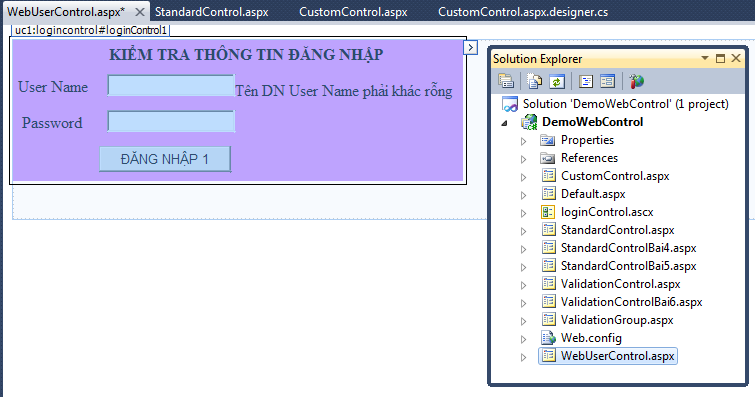 WebUserControl.aspx* StandardControl.aspx CustomControl.aspx CustomControl.aspx.designer.cs
uc1:logincontrol#loginControl1
KIỂM TRA THÔNG TIN ĐĂNG NHẬP
User Name Tên DN User Name phải khác rỗng
Password
ĐĂNG NHẬP 1
Solution Explorer
Solution 'DemoWebControl' (1 project)
DemoWebControl
Properties
References
CustomControl.aspx
Default.aspx
loginControl.ascx
StandardControl.aspx
StandardControlBai4.aspx
StandardControlBai5.aspx
ValidationControl.aspx
ValidationControlBai6.aspx
ValidationGroup.aspx
Web.config
WebUserControl.aspx